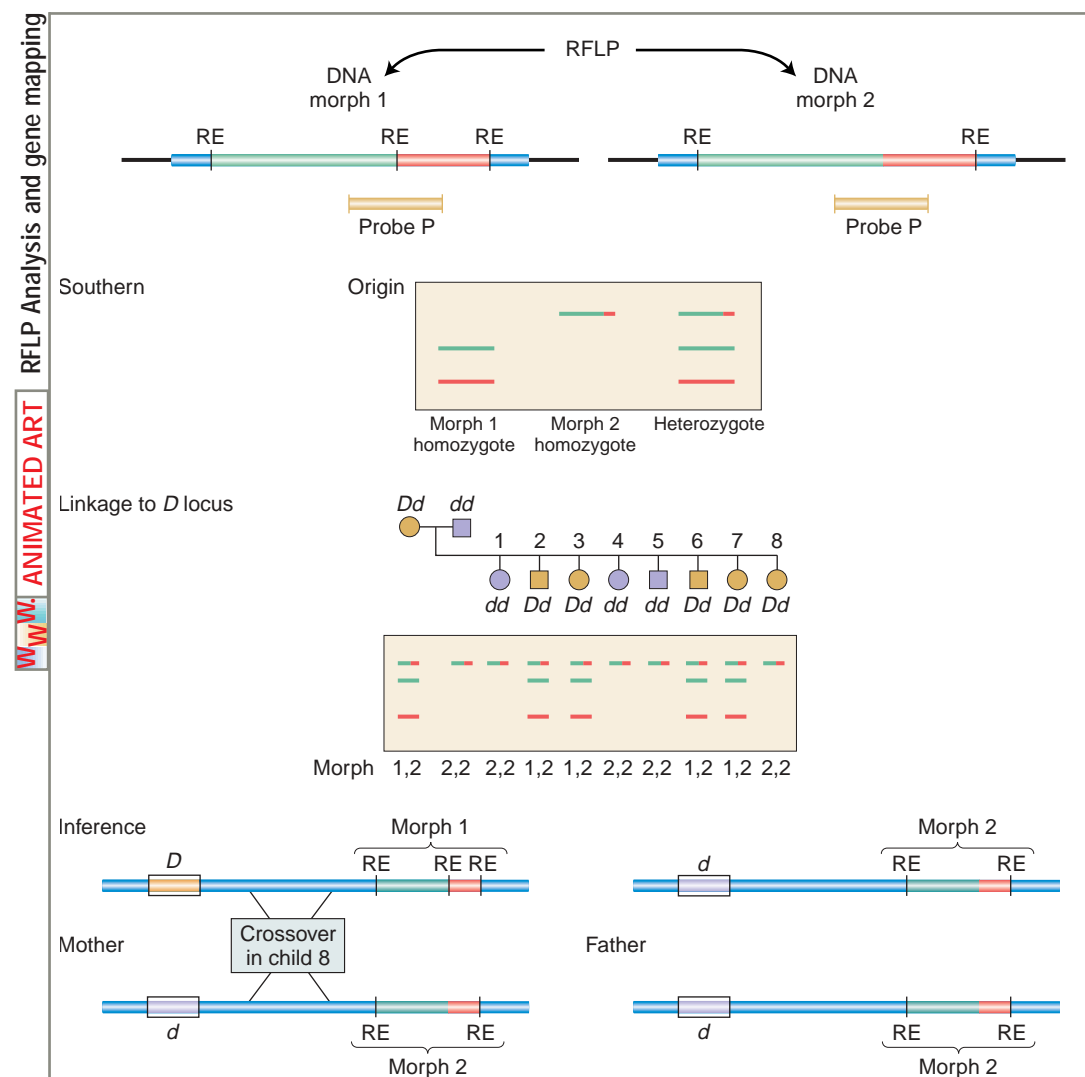 RFLP Analysis and gene mapping
WWW. ANIMATED ART
RFLP
DNA
morph 1
DNA
morph 2
RE RE RE RE RE
Probe P Probe P
Southern Origin
Morph 1
homozygote
Morph 2
homozygote
Heterozygote
Linkage to D locus
Dd dd
1 2 3 4 5 6 7 8
dd Dd Dd dd dd Dd Dd Dd
Morph 1,2 2,2 2,2 1,2 1,2 2,2 2,2 1,2 1,2 2,2
Inference Morph 1 Morph 2
D RE RE RE d RE RE
Crossover
in child 8
Mother Father
d RE RE d RE RE
Morph 2 Morph 2